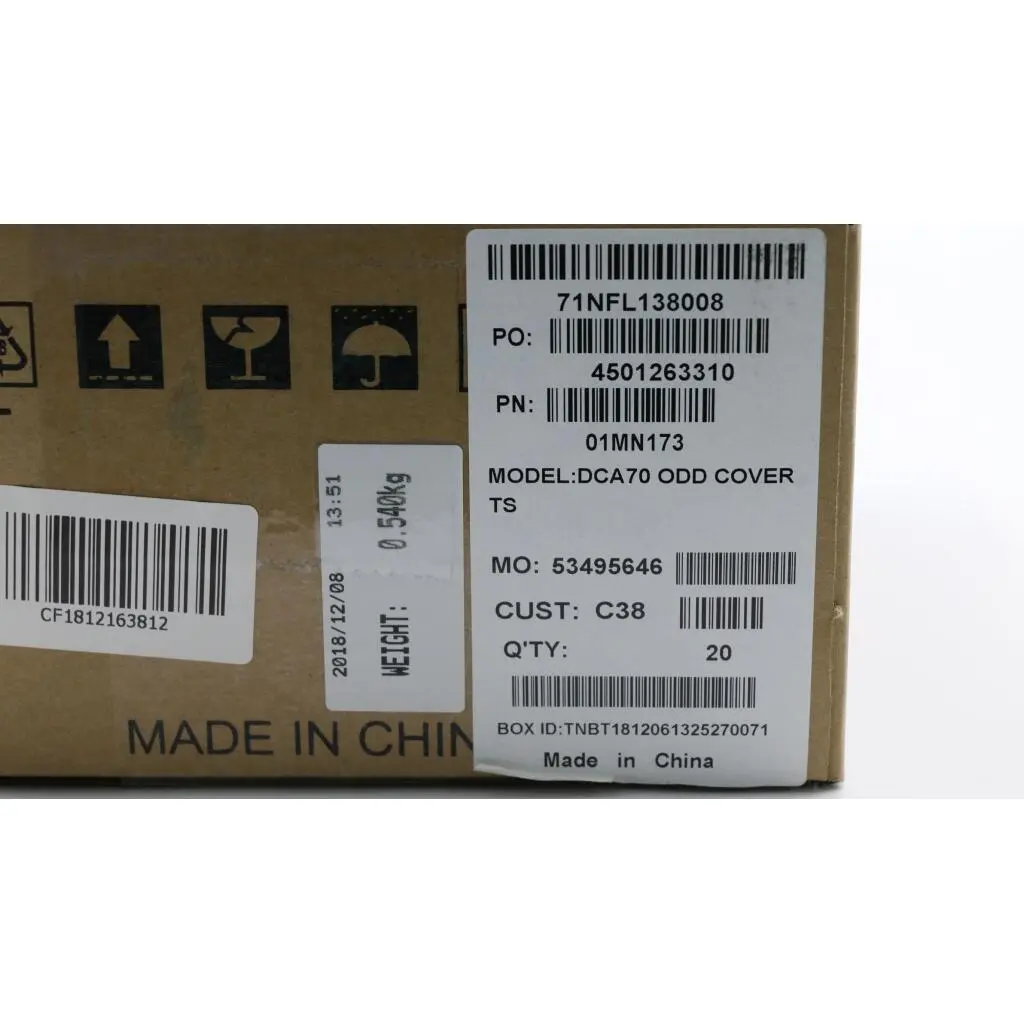 71NFL138008
PO:
4501263310
PN:
01MN173
MODEL:DCA70 ODD COVER
TS
MO: 53495646
CUST: C38
Q'TY: 20
BOX ID:TNBT1812061325270071
Made in China
2018/12/08 13:51
WEIGHT: 0.540kg
CF1812163812
MADE IN CHIN